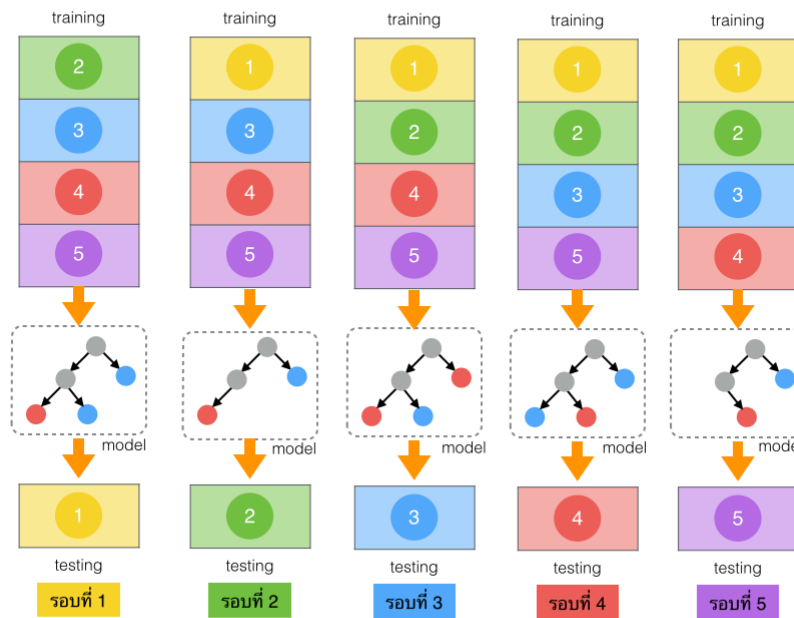 training training training training training
2 1 1 1 1
3 3 2 2 2
4 4 4 3 3
5 5 5 5 4
model model model model model
1 2 3 4 5
testing testing testing testing testing
รอบที่ 1 รอบที่ 2 รอบที่ 3 รอบที่ 4 รอบที่ 5